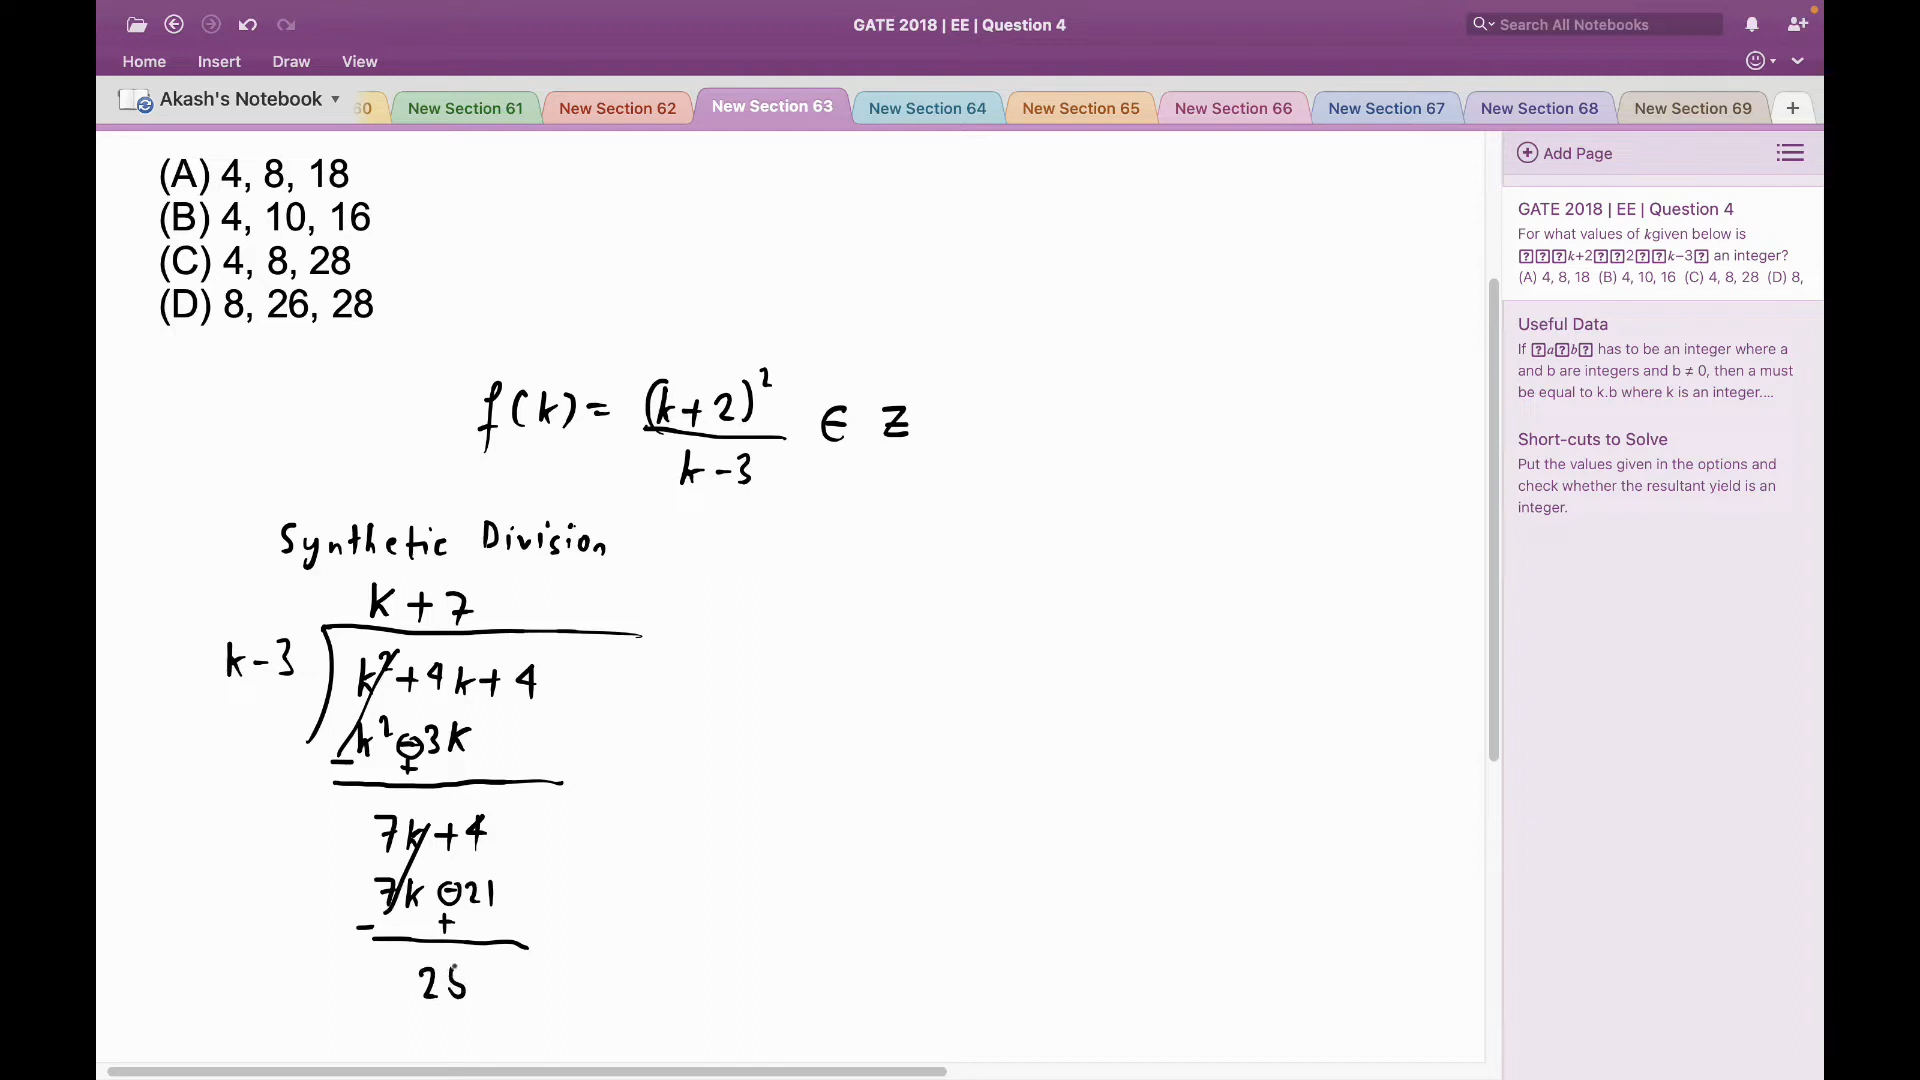 GATE 2018 | EE | Question 4
Search All Notebooks
Home Insert Draw View
Akash's Notebook
60 New Section 61 New Section 62 New Section 63 New Section 64 New Section 65 New Section 66 New Section 67 New Section 68 New Section 69 +
(A) 4, 8, 18
(B) 4, 10, 16
(C) 4, 8, 28
(D) 8, 26, 28
f(k) = (k+2)² / k-3 ∈ Z
Synthetic Division
k + 7
k-3
k² + 4k + 4
- k² - 3k
+
7k + 4
7k - 21
- +
25
Add Page
GATE 2018 | EE | Question 4
For what values of kgiven below is
k+2 2 k−3 an integer?
(A) 4, 8, 18 (B) 4, 10, 16 (C) 4, 8, 28 (D) 8,
Useful Data
If a b has to be an integer where a
and b are integers and b ≠ 0, then a must
be equal to k.b where k is an integer....
Short-cuts to Solve
Put the values given in the options and
check whether the resultant yield is an
integer.